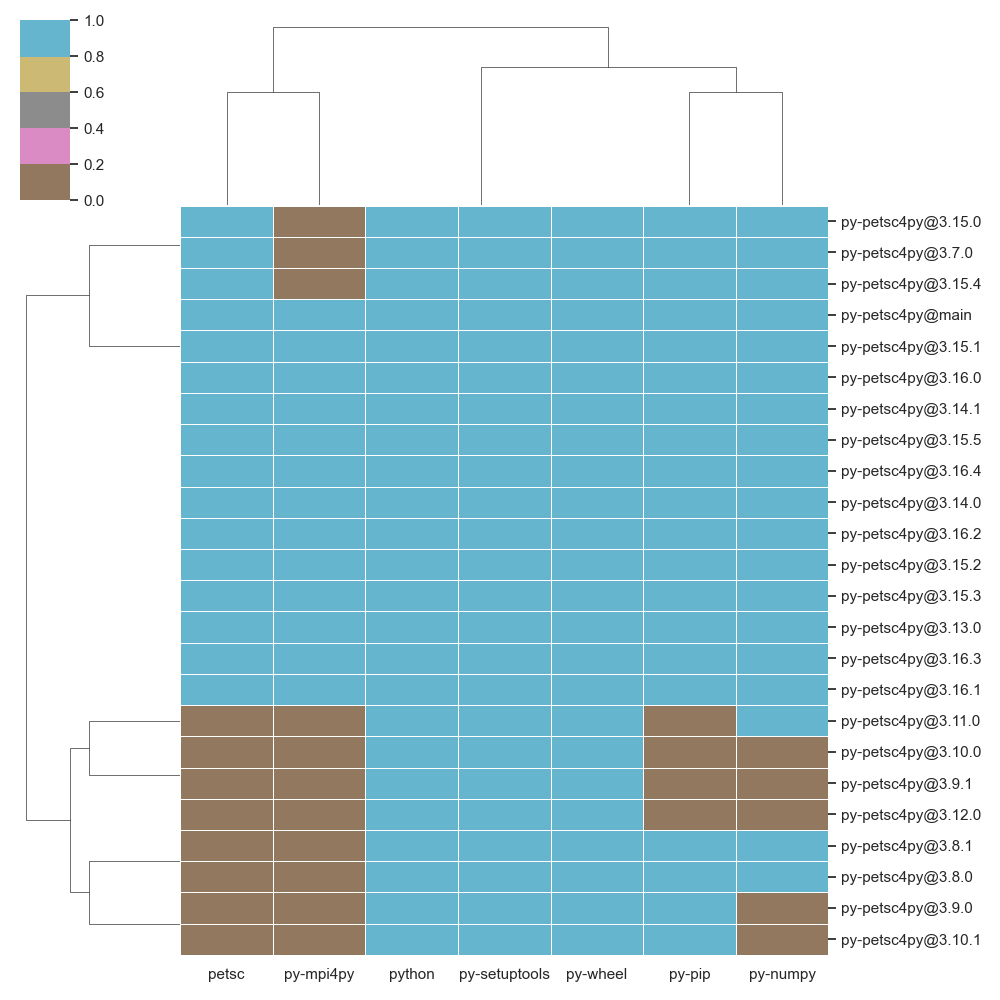 1.0
0.8
0.6
0.4
0.2
0.0
py-petsc4py@3.15.0
py-petsc4py@3.7.0
py-petsc4py@3.15.4
py-petsc4py@main
py-petsc4py@3.15.1
py-petsc4py@3.16.0
py-petsc4py@3.14.1
py-petsc4py@3.15.5
py-petsc4py@3.16.4
py-petsc4py@3.14.0
py-petsc4py@3.16.2
py-petsc4py@3.15.2
py-petsc4py@3.15.3
py-petsc4py@3.13.0
py-petsc4py@3.16.3
py-petsc4py@3.16.1
py-petsc4py@3.11.0
py-petsc4py@3.10.0
py-petsc4py@3.9.1
py-petsc4py@3.12.0
py-petsc4py@3.8.1
py-petsc4py@3.8.0
py-petsc4py@3.9.0
py-petsc4py@3.10.1
petsc py-mpi4py python py-setuptools py-wheel py-pip py-numpy